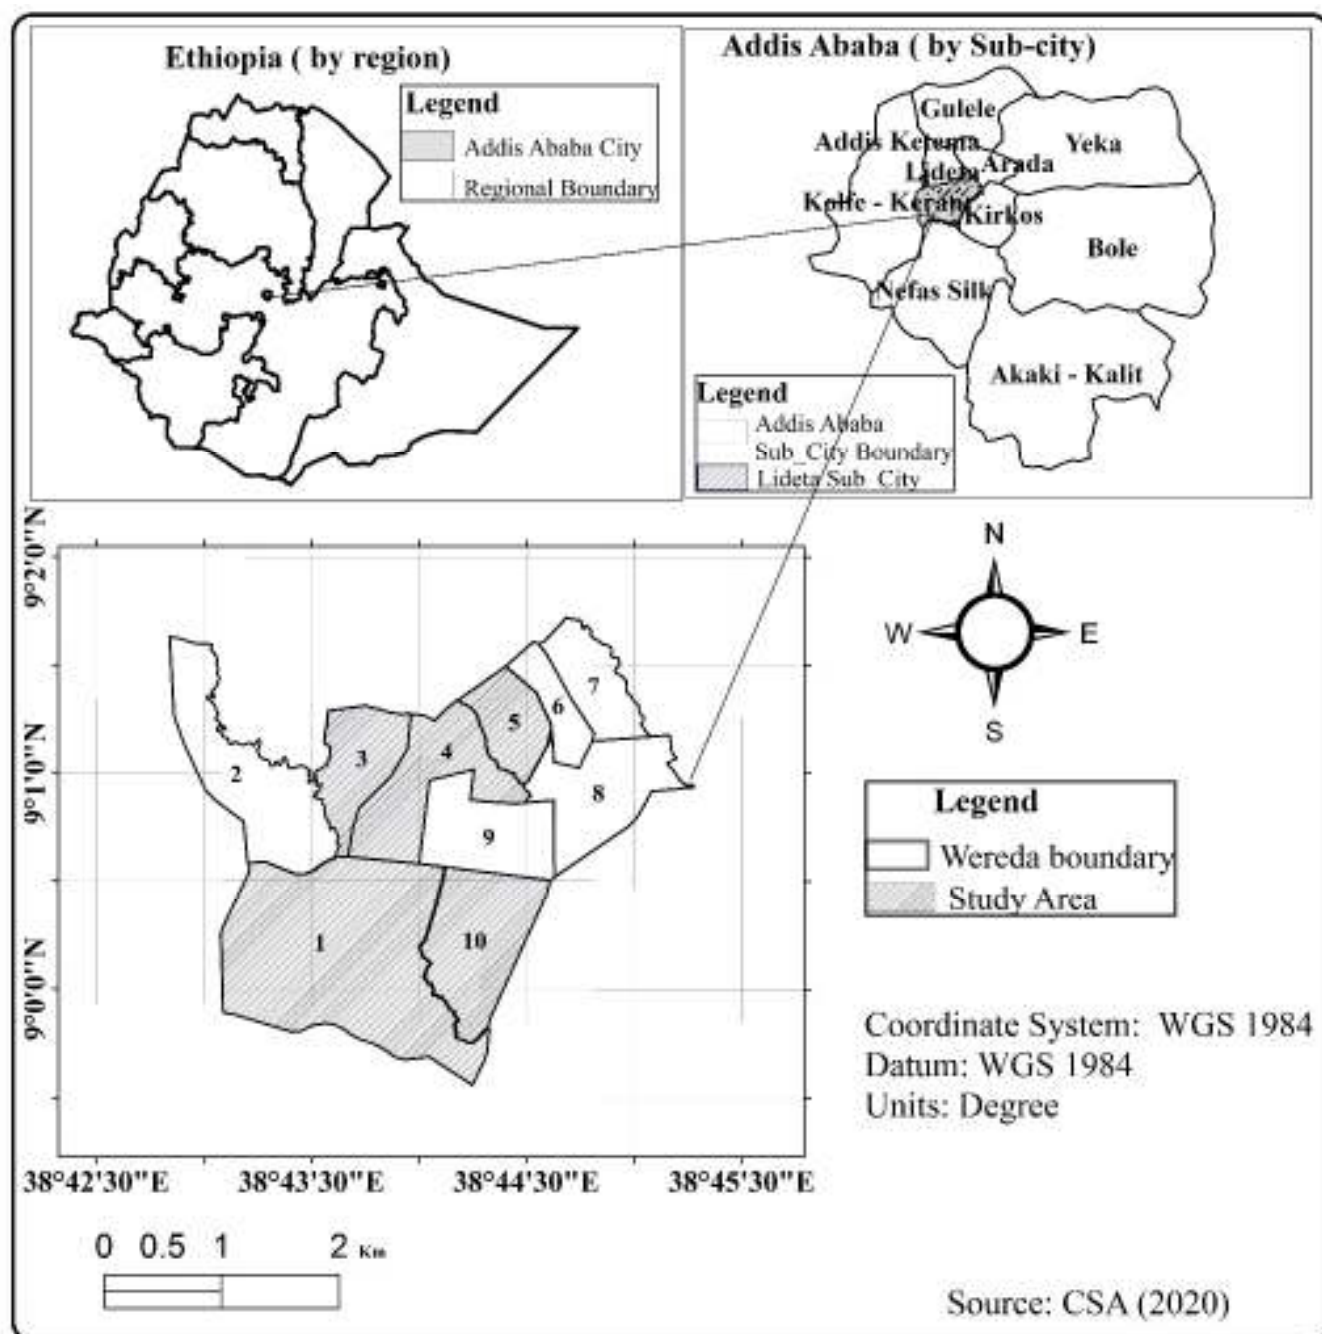 Ethiopia ( by region)
Legend
Addis Ababa City
Regional Boundary
Addis Ababa ( by Sub-city)
Gulele
Addis Ketema
Yeka
Arada
Lideta
Kolfe - Kerani
Kirkos
Bole
Nefas Silk
Akaki - Kalit
Legend
Addis Ababa
Sub_City Boundary
Lideta Sub_City
9°2'0"N
9°1'0"N
9°0'0"N
7
6
5
3
4
2
8
9
1
10
38°42'30"E 38°43'30"E 38°44'30"E 38°45'30"E
0 0.5 1 2 Km
N
W E
S
Legend
Wereda boundary
Study Area
Coordinate System: WGS 1984
Datum: WGS 1984
Units: Degree
Source: CSA (2020)